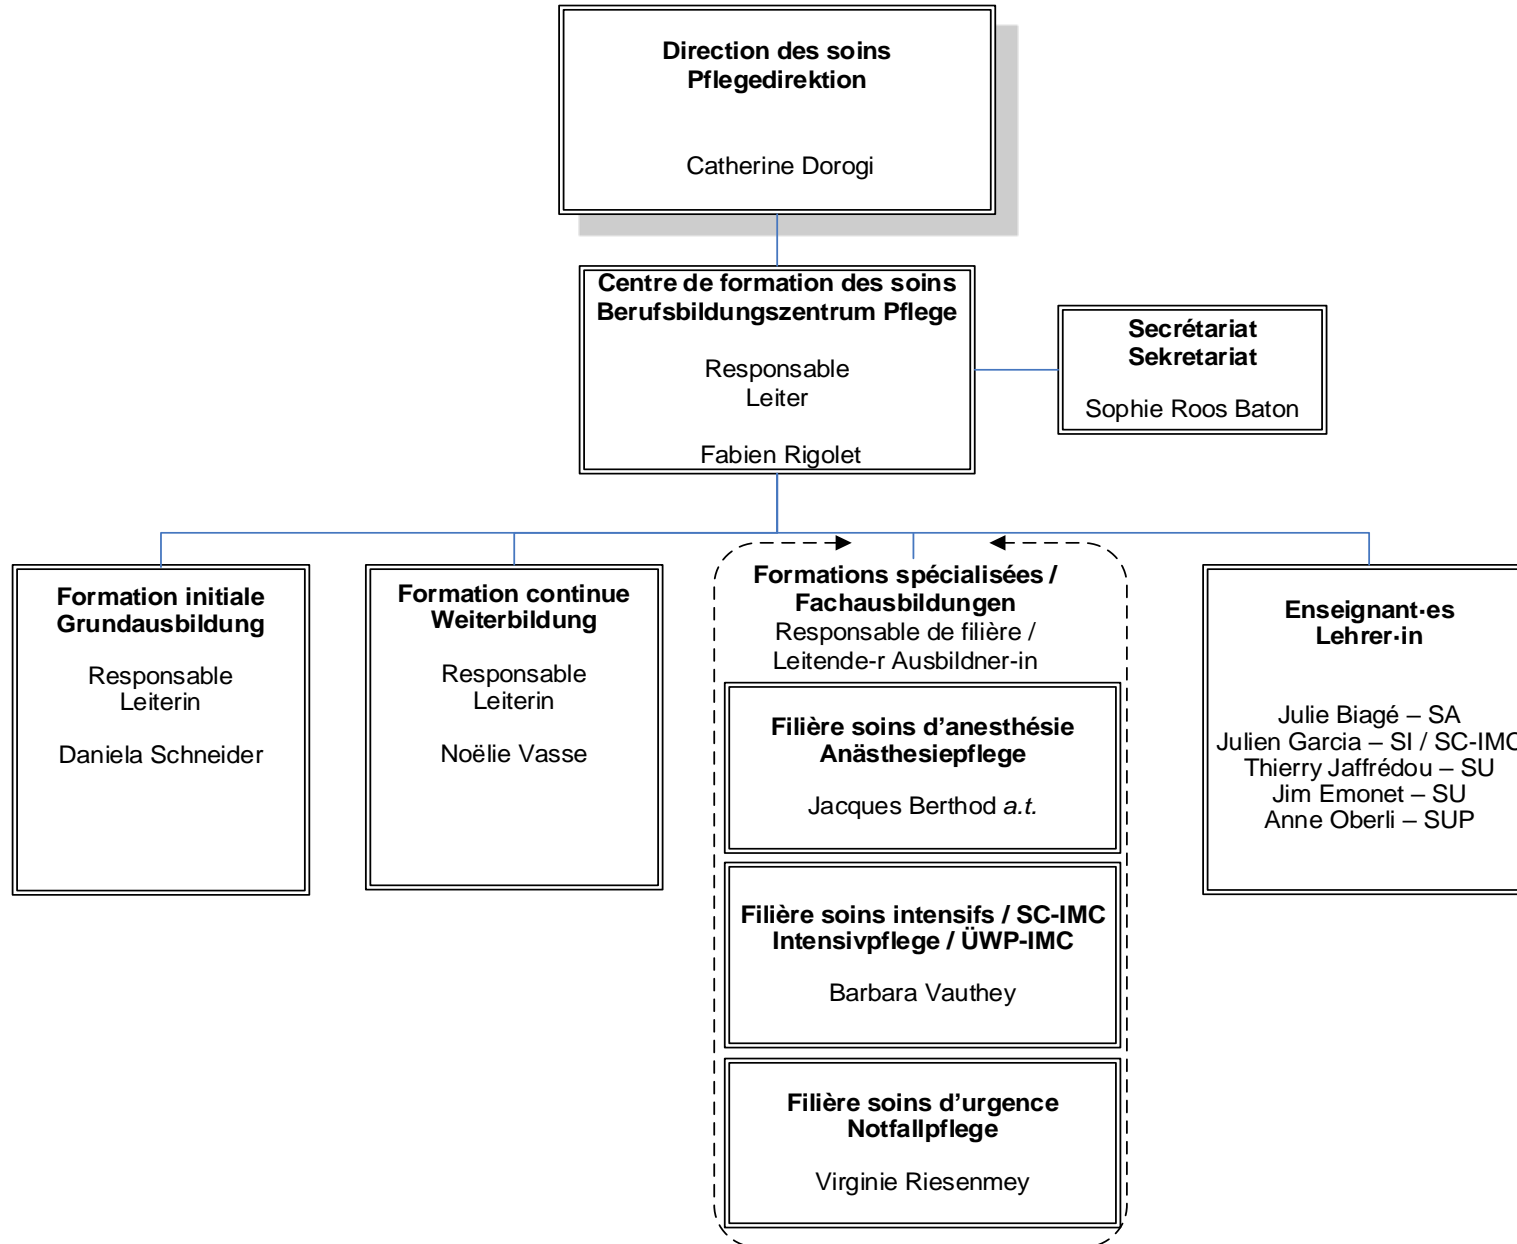 Direction des soins
Pflegedirektion
Catherine Dorogi
Centre de formation des soins
Berufsbildungszentrum Pflege
Responsable
Leiter
Fabien Rigolet
Secrétariat
Sekretariat
Sophie Roos Baton
Formation initiale
Grundausbildung
Responsable
Leiterin
Daniela Schneider
Formation continue
Weiterbildung
Responsable
Leiterin
Noëlie Vasse
Formations spécialisées /
Fachausbildungen
Responsable de filière /
Leitende-r Ausbildner-in
Filière soins d’anesthésie
Anästhesiepflege
Jacques Berthod a.t.
Filière soins intensifs / SC-IMC
Intensivpflege / ÜWP-IMC
Barbara Vauthey
Filière soins d’urgence
Notfallpflege
Virginie Riesenmey
Enseignant·es
Lehrer·in
Julie Biagé – SA
Julien Garcia – SI / SC-IMC
Thierry Jaffrédou – SU
Jim Emonet – SU
Anne Oberli – SUP